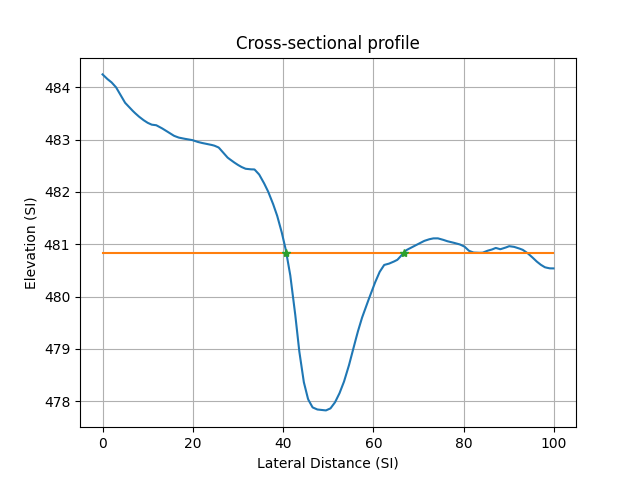 Cross-sectional profile
Elevation (SI)
484
483
482
481
480
479
478
0 20 40 60 80 100
Lateral Distance (SI)